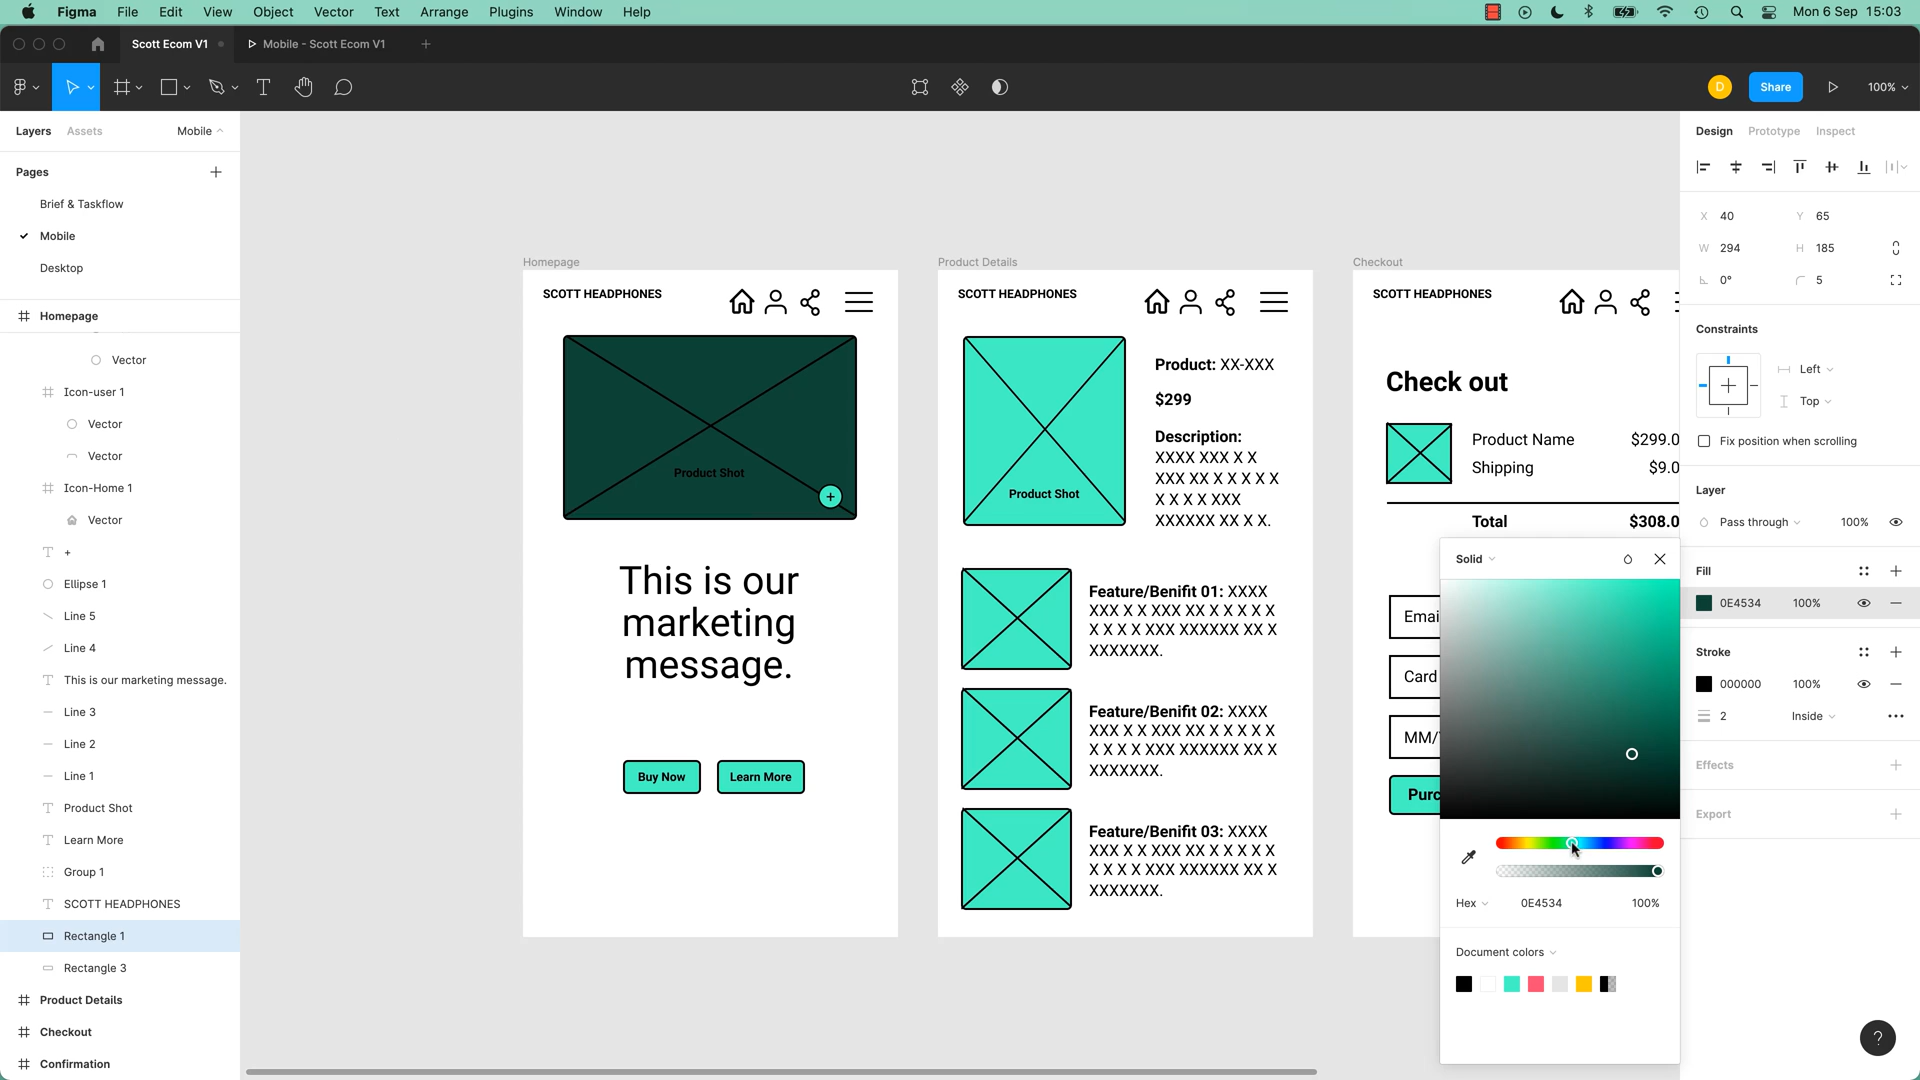 Figma File Edit View Object Vector Text Arrange Plugins Window Help Mon 6 Sep 15:03
Scott Ecom V1 Mobile - Scott Ecom V1
D Share 100%
Layers Assets Mobile
Pages
Brief & Taskflow
Mobile
Desktop
Homepage
Vector
Icon-user 1
Vector
Vector
Icon-Home 1
Vector
+
Ellipse 1
Line 5
Line 4
This is our marketing message.
Line 3
Line 2
Line 1
Product Shot
Learn More
Group 1
SCOTT HEADPHONES
Rectangle 1
Rectangle 3
Product Details
Checkout
Confirmation
Homepage
SCOTT HEADPHONES
Product Shot
+
This is our
marketing
message.
Buy Now Learn More
Product Details
SCOTT HEADPHONES
Product Shot
Product: XX-XXX
$299
Description:
XXXX XXX X X
XXX XX X X X X X
X X X X XXX
XXXXXX XX X X.
Feature/Benifit 01: XXXX
XXX X X XXX XX X X X X X
X X X X XXX XXXXXX XX X
XXXXXXX.
Feature/Benifit 02: XXXX
XXX X X XXX XX X X X X X
X X X X XXX XXXXXX XX X
XXXXXXX.
Feature/Benifit 03: XXXX
XXX X X XXX XX X X X X X
X X X X XXX XXXXXX XX X
XXXXXXX.
Checkout
SCOTT HEADPHONES
Check out
Product Name $299.0
Shipping $9.0
Total $308.0
Emai
Card
MM/
Purc
Solid
Hex 0E4534 100%
Document colors
Design Prototype Inspect
X 40 Y 65
W 294 H 185
0° 5
Constraints
Left
Top
Fix position when scrolling
Layer
Pass through 100%
Fill
0E4534 100%
Stroke
000000 100%
2 Inside
Effects
Export
?